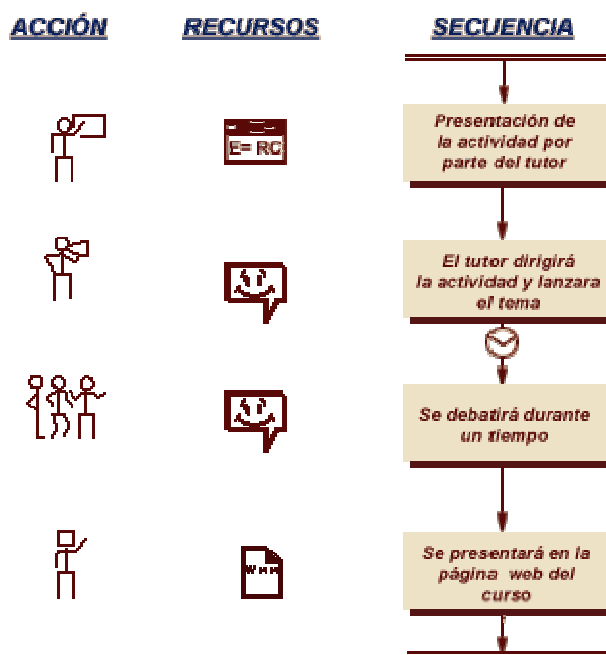 ACCIÓN RECURSOS SECUENCIA
E= RC
Presentación de
la actividad por
parte del tutor
El tutor dirigirá
la actividad y lanzara
el tema
Se debatirá durante
un tiempo
www
Se presentará en la
página web del
curso